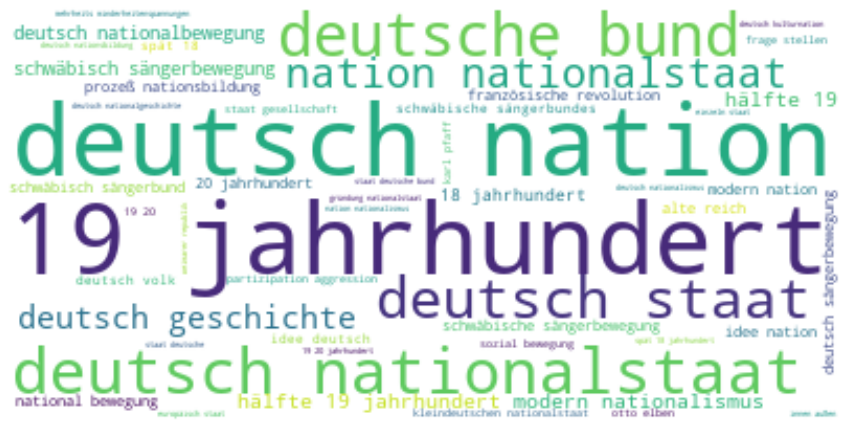 mehrheits minderheitenspannungen
deutsch nationalbewegung
deutsche bund
deutsch kulturnation
frage stellen
deutsch nationsbildung
spät 18
schwäbisch sängerbewegung
nation nationalstaat
prozeß nationsbildung
französische revolution
hälfte 19
deutsch nationalgeschichte
staat gesellschaft
schwäbische sängerbundes
einzeln staat
deutsch nation
karl pfaff
schwäbisch sängerbund
20 jahrhundert
staat deutsche bund
18 jahrhundert
deutsch nationalismus
modern nation
gründung nationalstaat
nation nationalismus
alte reich
19 20
19 jahrhundert
weimarer republik
deutsch sängerbewegung
deutsch volk
partizipation aggression
deutsch staat
deutsch geschichte
schwäbische sängerbewegung
idee nation
idee deutsch
staat deutsche
19 20 jahrhundert
sozial bewegung
spät 18 jahrhundert
deutsch nationalstaat
national bewegung
hälfte 19 jahrhundert
modern nationalismus
europäisch staat
kleindeutschen nationalstaat
otto elben
innen außen